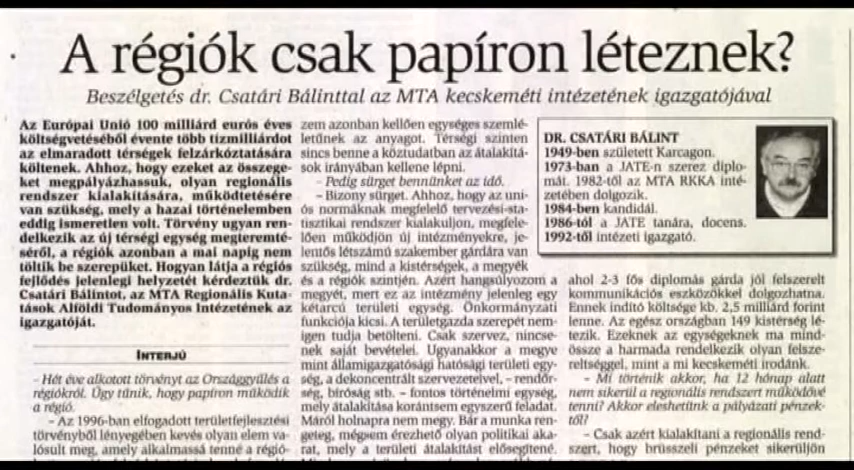 A régiók csak papíron léteznek?
Beszélgetés dr. Csatári Bálinttal az MTA kecskeméti intézetének igazgatójával
Az Európai Unió 100 milliárd eurós éves
költségvetéséből évente több tízmilliárdot
az elmaradott térségek felzárkóztatására
költenek. Ahhoz, hogy ezeket az összege-
ket megpályázhassuk, olyan regionális
rendszer kialakítására, működtetésére
van szükség, mely a hazai történelemben
eddig ismeretlen volt. Törvény ugyan ren-
delkezik az új térségi egység megteremté-
séről, a régiók azonban a mai napig nem
töltik be szerepüket. Hogyan látja a régiós
fejlődés jelenlegi helyzetét kérdeztük dr.
Csatári Bálintot, az MTA Regionális Kuta-
tások Alföldi Tudományos Intézetének az
igazgatóját.
INTERJÚ
- Hét éve alkotott törvényt az Országgyűlés a
régiókról. Úgy tűnik, hogy papíron működik
a régió.
- Az 1996-ban elfogadott területfejlesztési
törvényből lényegében kevés olyan elem va-
lósult meg, amely alkalmassá tenné a régió-
zem azonban kellően egységes szemlé-
letűnek az anyagot. Térségi szinten
sincs benne a köztudatban az átalakítá-
sok irányában kellene lépni.
- Pedig sürget bennünket az idő.
- Bizony sürget. Ahhoz, hogy az uni-
ós normáknak megfelelő tervezési-sta-
tisztikai rendszer kialakuljon, megfele-
lően működjön új intézményekre, je-
lentős létszámú szakember gárdára van
szükség, mind a kistérségek, a megyék
és a régiók szintjén. Azért hangsúlyozom a
megyét, mert ez az intézmény jelenleg egy
kétarcú területi egység. Önkormányzati
funkciója kicsi. A területgazda szerepét nem-
igen tudja betölteni. Csak szervez, nincse-
nek saját bevételei. Ugyanakkor a megye
mint államigazgatósági hatósági területi egy-
ség, a dekoncentrált szervezeteivel, – rendőr-
ség, bíróság stb. – fontos történelmi egység,
mely átalakítása korántsem egyszerű feladat.
Máról holnapra nem megy. Bár a munka ren-
geteg, mégsem érezhető olyan politikai aka-
rat, mely a területi átalakítást elősegítené.
DR. CSATÁRI BÁLINT
1949-ben született Karcagon.
1973-ban a JATE-n szerez diplo-
mát. 1982-től az MTA RKKA inté-
zetében dolgozik.
1984-ben kandidál.
1986-tól a JATE tanára, docens.
1992-től intézeti igazgató.
ahol 2-3 fős diplomás gárda jól felszerelt
kommunikációs eszközökkel dolgozhatna.
Ennek indító költsége kb. 2,5 milliárd forint
lenne. Az egész országban 149 kistérség lé-
tezik. Ezeknek az egységeknek ma mind-
össze a harmada rendelkezik olyan felsze-
reltséggel, mint a mi kecskeméti irodánk.
- Mi történik akkor, ha 12 hónap alatt
nem sikerül a regionális rendszert működővé
tenni? Akkor eleshetünk a pályázati pénzek-
től?
- Csak azért kialakítani a regionális rend-
szert, hogy brüsszeli pénzeket sikerüljön